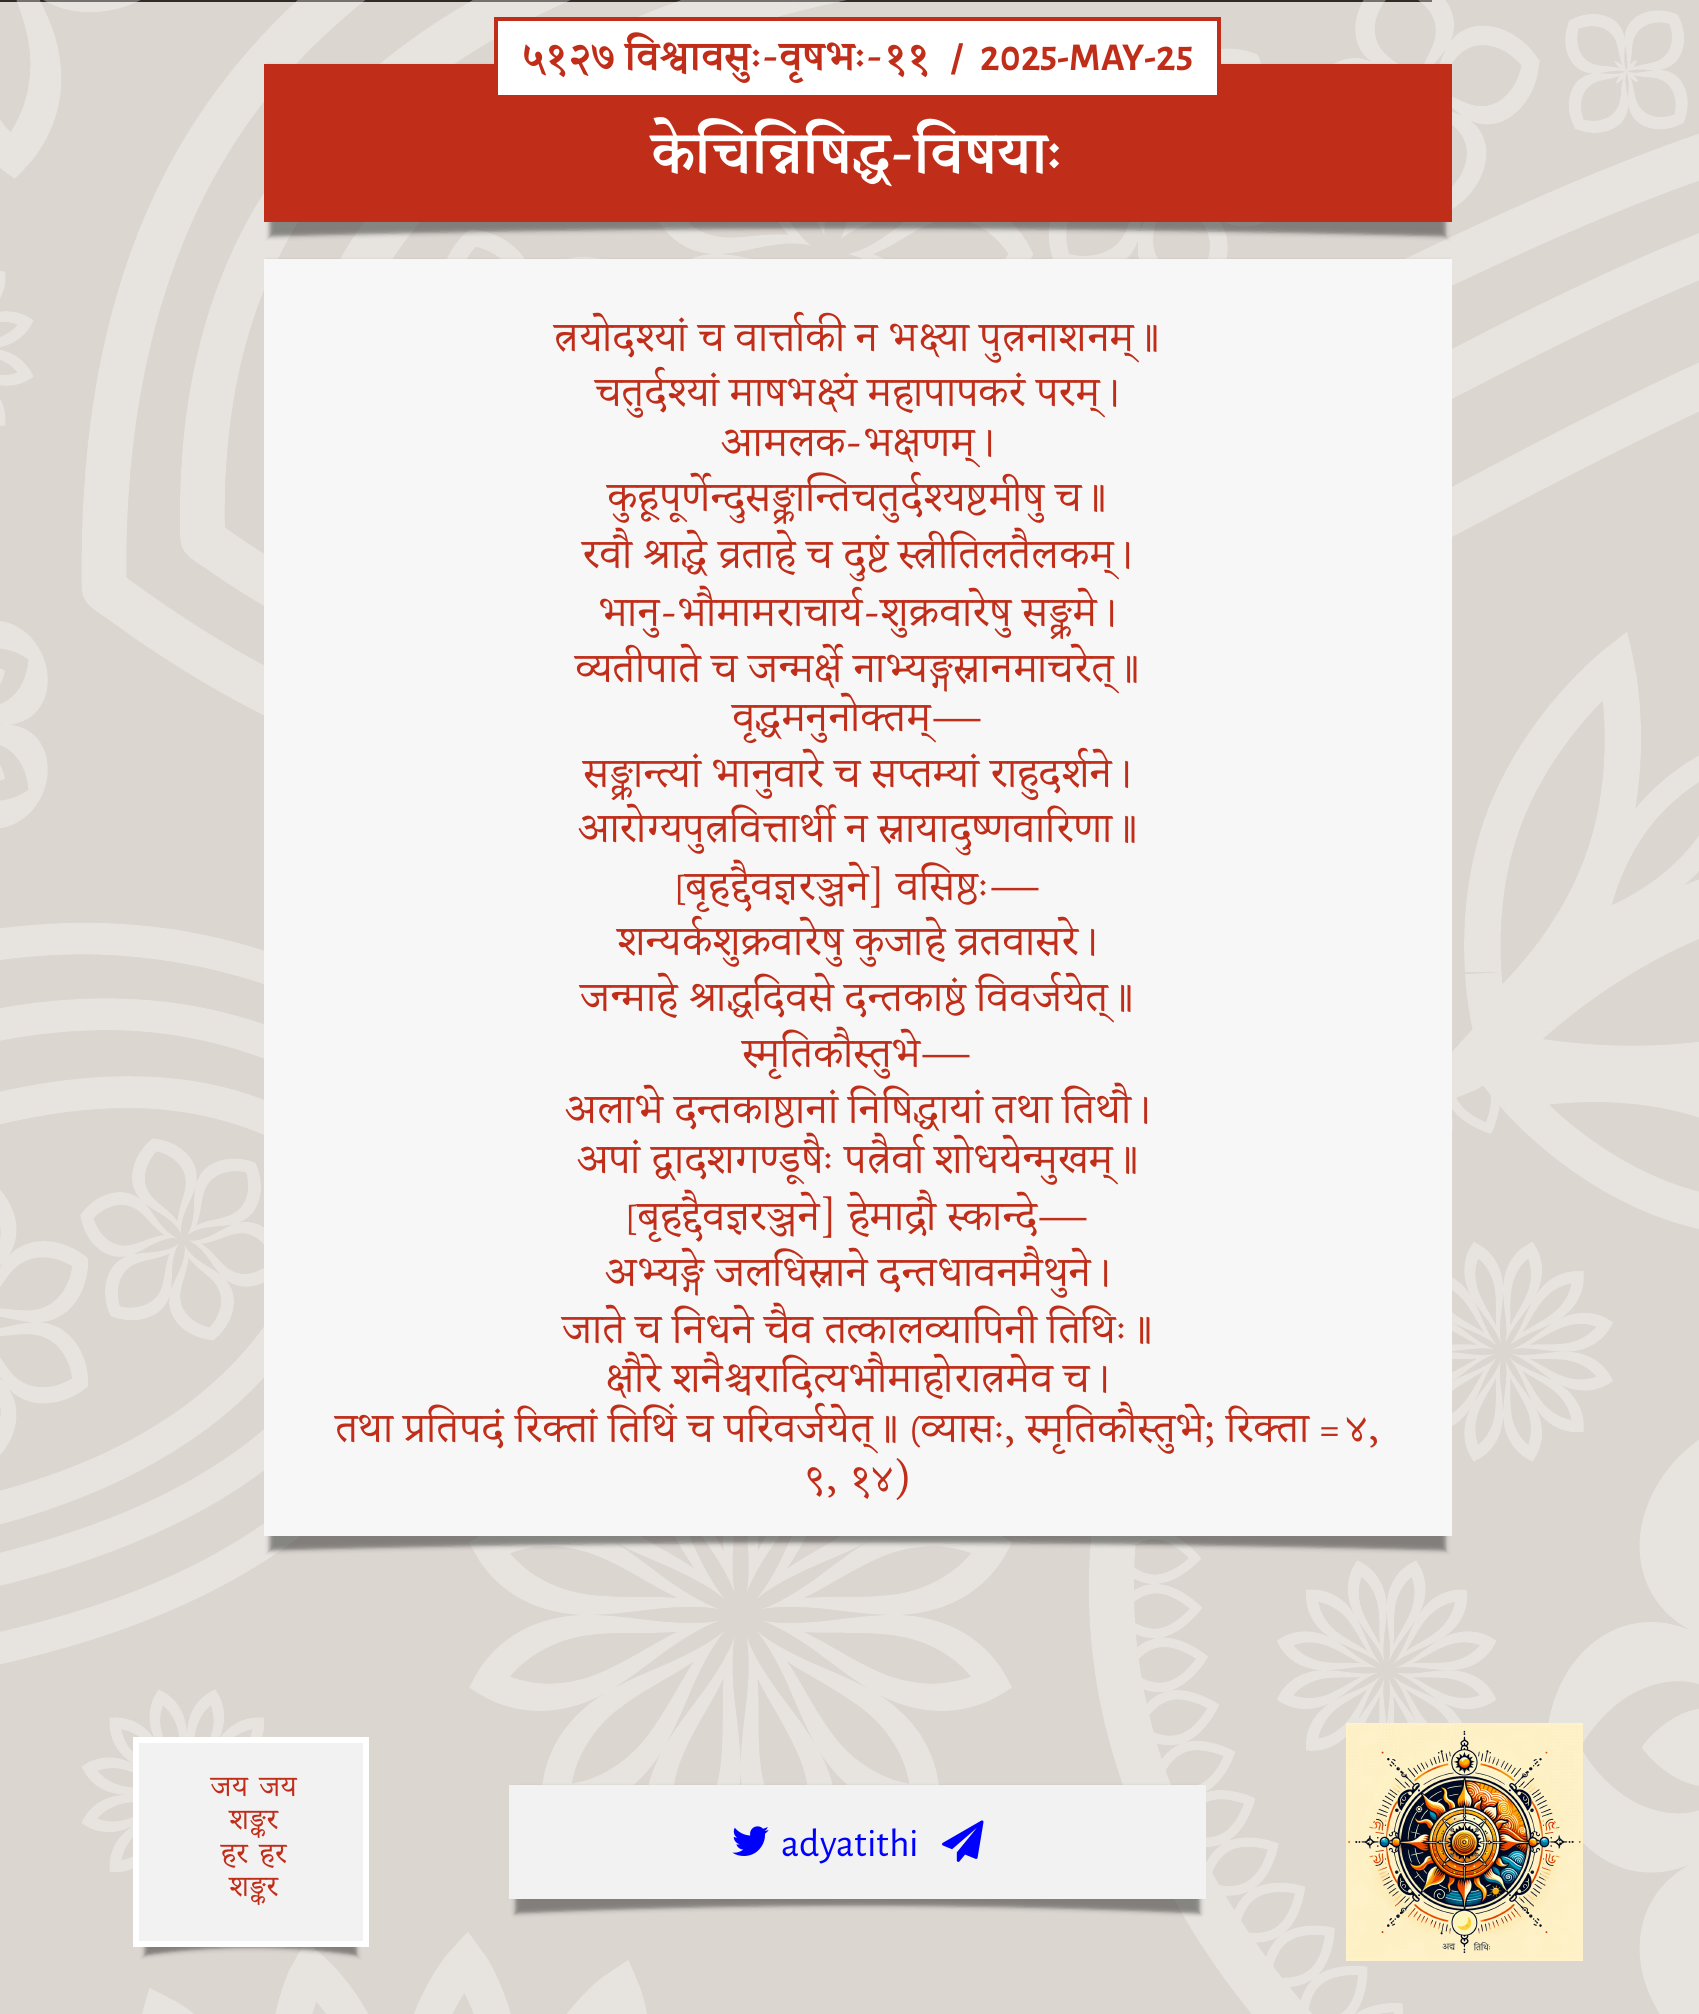 ५१२७ विश्वावसुः-वृषभः-११ / 2025-MAY-25
केचिन्निषिद्ध-विषयाः
त्रयोदश्यां च वार्त्ताकी न भक्ष्या पुत्रनाशनम्॥
चतुर्दश्यां माषभक्ष्यं महापापकरं परम्।
आमलक-भक्षणम्।
कुहूपूर्णेन्दुसङ्क्रान्तिचतुर्दश्यष्टमीषु च॥
रवौ श्राद्धे व्रताहे च दुष्टं स्त्रीतिलतैलकम्।
भानु-भौमामराचार्य-शुक्रवारेषु सङ्क्रमे।
व्यतीपाते च जन्मर्क्षे नाभ्यङ्गस्नानमाचरेत्॥
वृद्धमनुनोक्तम्—
सङ्क्रान्त्यां भानुवारे च सप्तम्यां राहुदर्शने।
आरोग्यपुत्रवित्तार्थी न स्नायादुष्णवारिणा॥
[बृहद्दैवज्ञरञ्जने] वसिष्ठः—
शन्यर्कशुक्रवारेषु कुजाहे व्रतवासरे।
जन्माहे श्राद्धदिवसे दन्तकाष्ठं विवर्जयेत्॥
स्मृतिकौस्तुभे—
अलाभे दन्तकाष्ठानां निषिद्धायां तथा तिथौ।
अपां द्वादशगण्डूषैः पत्रैर्वा शोधयेन्मुखम्॥
[बृहद्दैवज्ञरञ्जने] हेमाद्रौ स्कान्दे—
अभ्यङ्गे जलधिस्नाने दन्तधावनमैथुने।
जाते च निधने चैव तत्कालव्यापिनी तिथिः॥
क्षौरे शनैश्चरादित्यभौमाहोरात्रमेव च।
तथा प्रतिपदं रिक्तां तिथिं च परिवर्जयेत्॥ (व्यासः, स्मृतिकौस्तुभे; रिक्ता = ४,
९, १४)
जय जय
शङ्कर
हर हर
शङ्कर
adyatithi
अद्य तिथिः